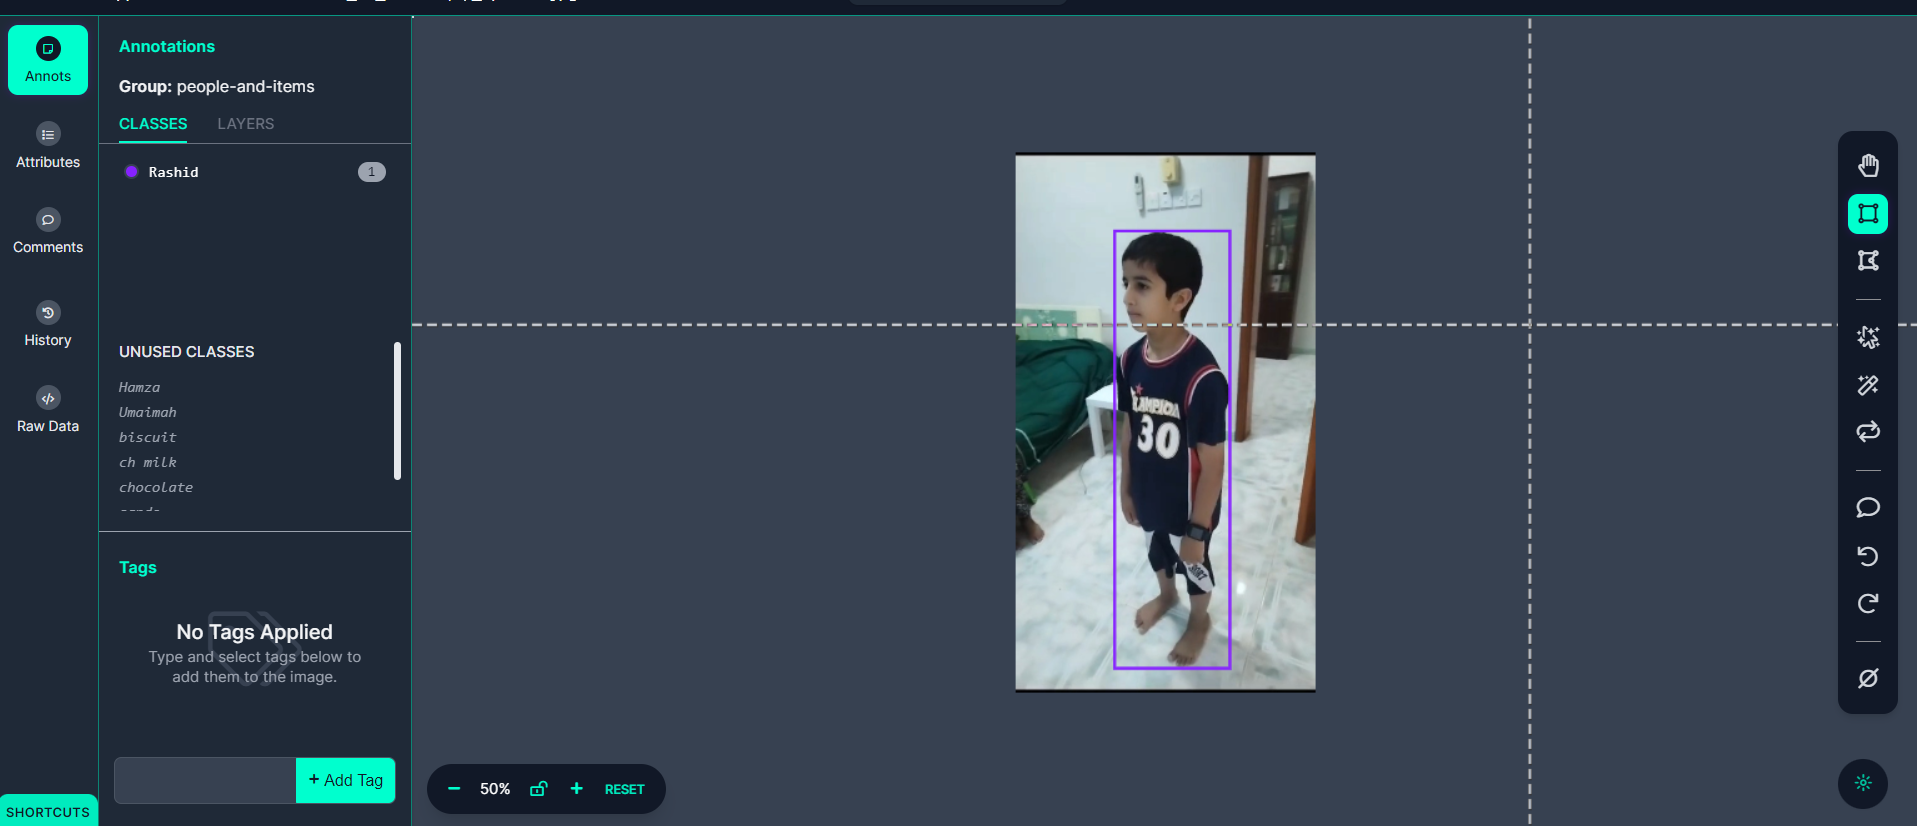 Annots
Attributes
Comments
History
Raw Data
SHORTCUTS
Annotations
Group: people-and-items
CLASSES LAYERS
Rashid 1
UNUSED CLASSES
Hamza
Umaimah
biscuit
ch milk
chocolate
Tags
No Tags Applied
Type and select tags below to
add them to the image.
+ Add Tag
30
− 50% + RESET